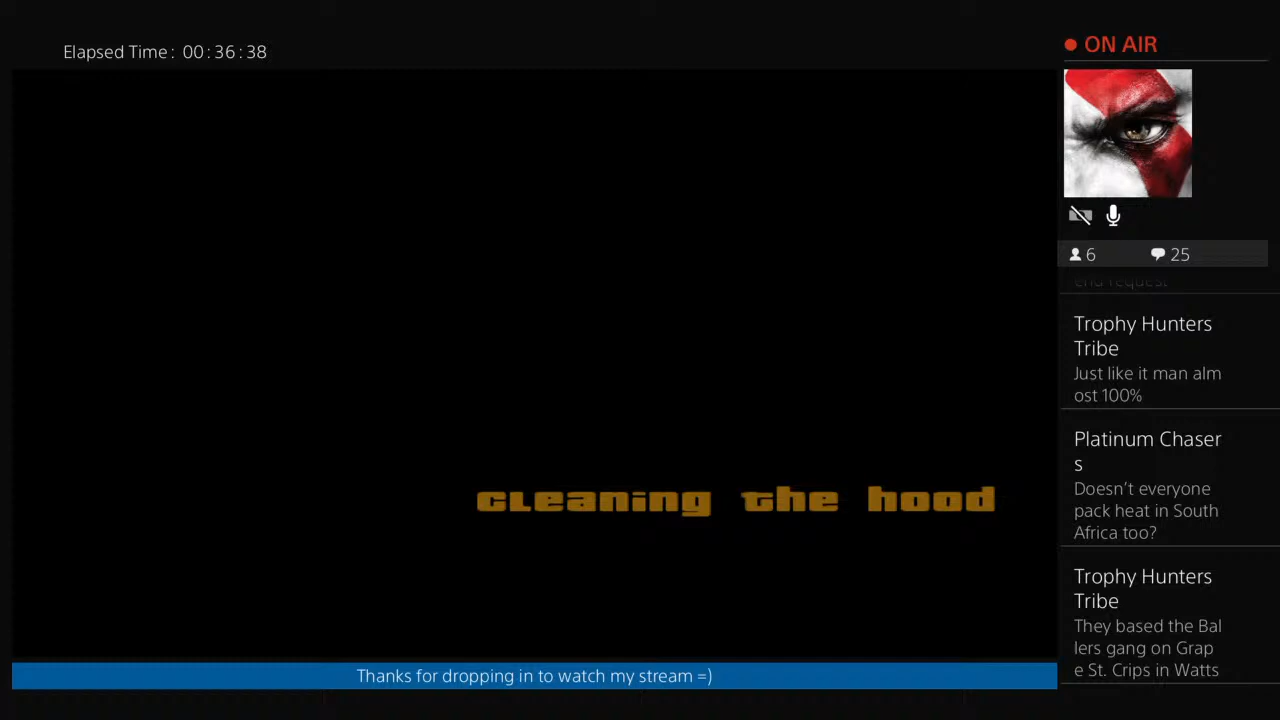 Elapsed Time: 00:36:38
ON AIR
6 25
end request
Trophy Hunters
Tribe
Just like it man alm
ost 100%
Platinum Chaser
s
Doesn't everyone
pack heat in South
Africa too?
Trophy Hunters
Tribe
They based the Bal
lers gang on Grap
e St. Crips in Watts
cleaning the hood
Thanks for dropping in to watch my stream =)